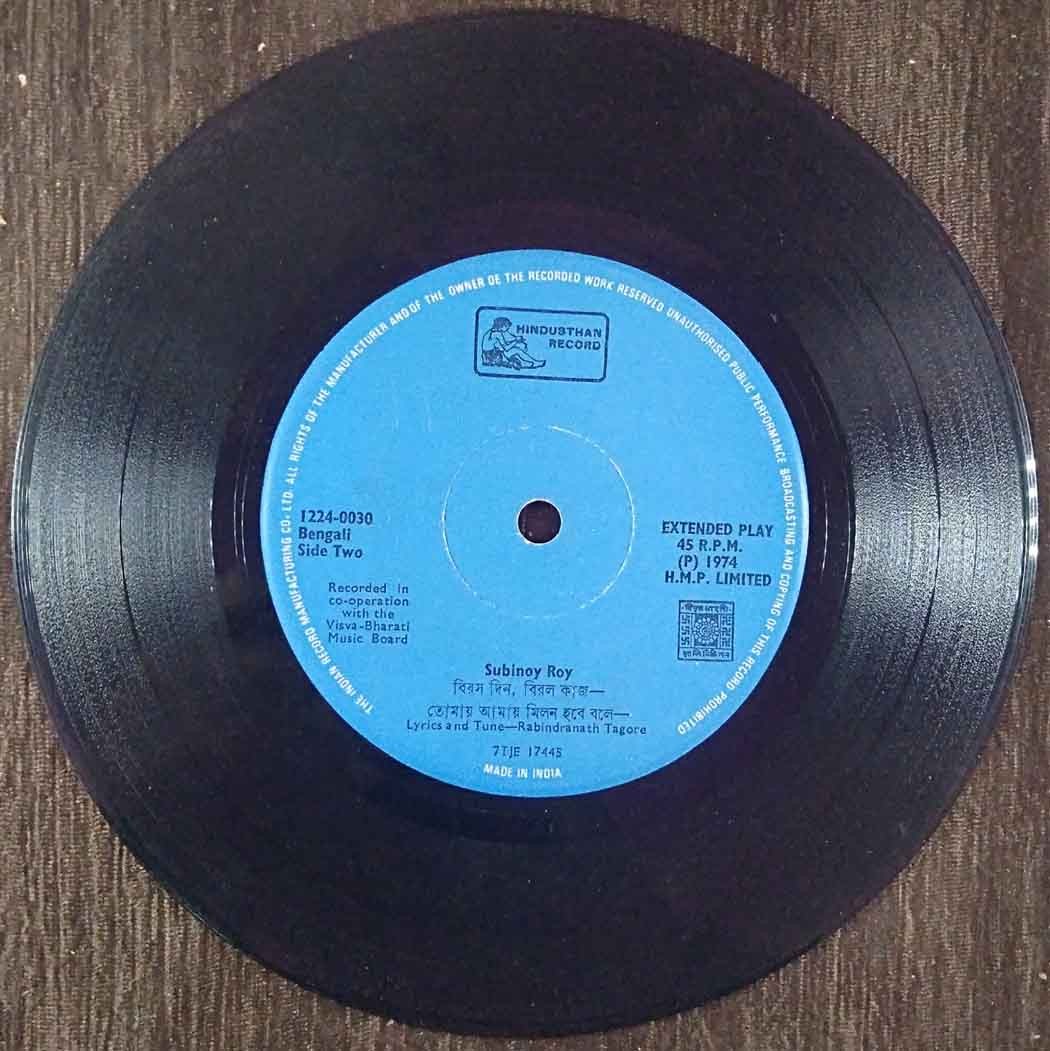 THE INDIAN RECORD MANUFACTURING CO. LTD. ALL RIGHTS OF THE MANUFACTURER AND OF THE OWNER OE THE RECORDED WORK RESERVED UNAUTHORISED PUBLIC PERFORMANCE BROADCASTING AND COPYING OF THIS RECORD PROHIBITED
HINDUSTHAN
RECORD
1224-0030
Bengali
Side Two
Recorded in
co-operation
with the
Visva-Bharati
Music Board
EXTENDED PLAY
45 R.P.M.
(P) 1974
H.M.P. LIMITED
Subinoy Roy
বিরস দিন, বিরল কাজ—
তোমায় আমায় মিলন হবে বলে—
Lyrics and Tune—Rabindranath Tagore
7TJE 17445
MADE IN INDIA